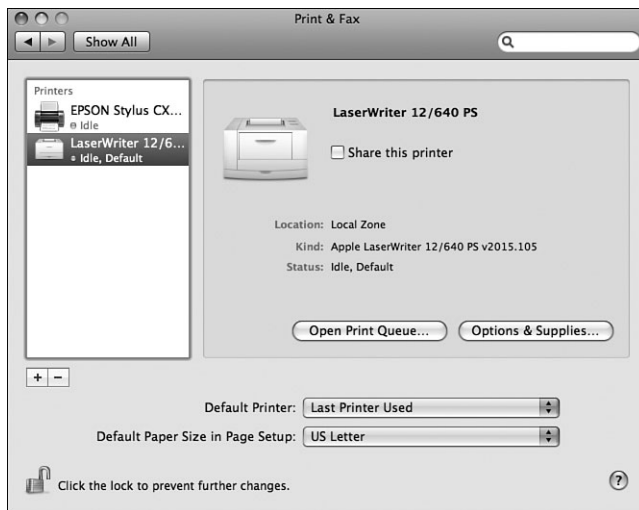 Print & Fax
Show All
Printers
EPSON Stylus CX...
Idle
LaserWriter 12/6...
Idle, Default
LaserWriter 12/640 PS
Share this printer
Location: Local Zone
Kind: Apple LaserWriter 12/640 PS v2015.105
Status: Idle, Default
Open Print Queue...
Options & Supplies...
+ −
Default Printer: Last Printer Used
Default Paper Size in Page Setup: US Letter
Click the lock to prevent further changes.
?